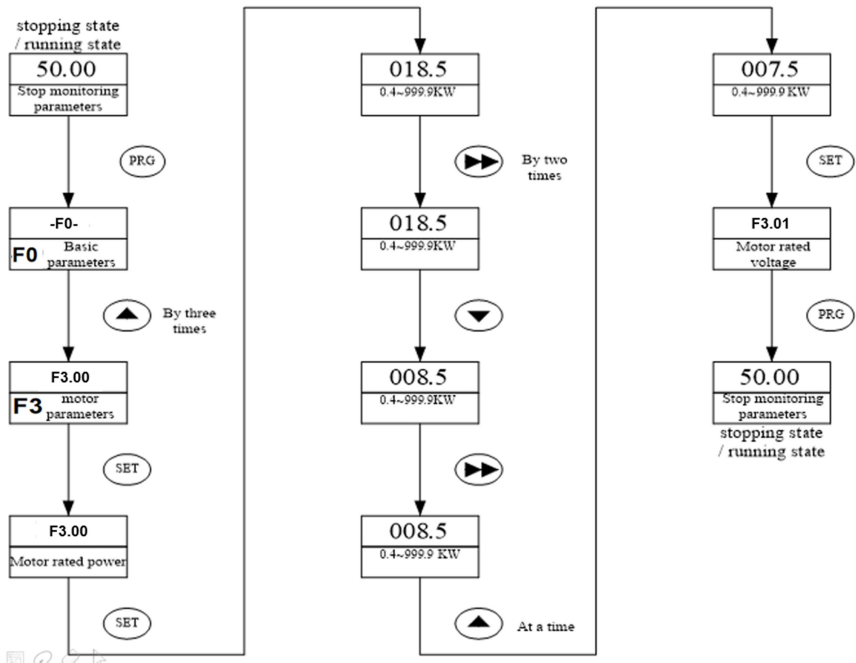 stopping state
/ running state
50.00
Stop monitoring
parameters
PRG
-F0-
F0 Basic
parameters
By three
times
F3.00
F3 motor
parameters
SET
F3.00
Motor rated power
SET
018.5
0.4~999.9KW
By two
times
018.5
0.4~999.9KW
008.5
0.4~999.9KW
008.5
0.4~999.9 KW
At a time
007.5
0.4~999.9 KW
SET
F3.01
Motor rated
voltage
PRG
50.00
Stop monitoring
parameters
stopping state
/ running state